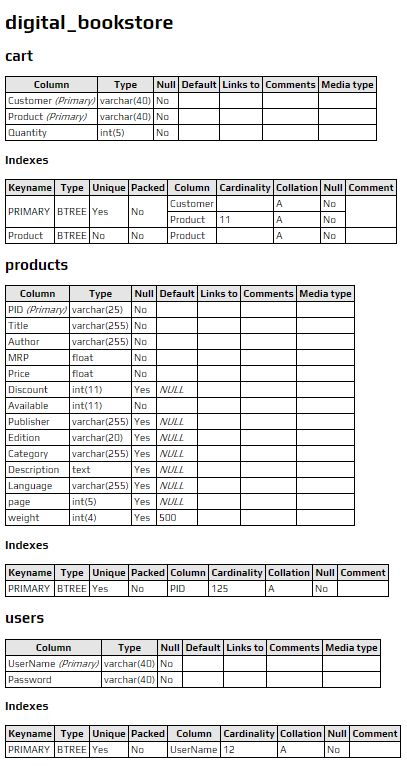 digital_bookstore
cart
Column Type Null Default Links to Comments Media type
Customer (Primary) varchar(40) No
Product (Primary) varchar(40) No
Quantity int(5) No
Indexes
Keyname Type Unique Packed Column Cardinality Collation Null Comment
PRIMARY BTREE Yes No Customer A No
Product 11 A No
Product BTREE No No Product A No
products
Column Type Null Default Links to Comments Media type
PID (Primary) varchar(25) No
Title varchar(255) No
Author varchar(255) No
MRP float No
Price float No
Discount int(11) Yes NULL
Available int(11) No
Publisher varchar(255) Yes NULL
Edition varchar(20) Yes NULL
Category varchar(255) Yes NULL
Description text Yes NULL
Language varchar(255) Yes NULL
page int(5) Yes NULL
weight int(4) Yes 500
Indexes
Keyname Type Unique Packed Column Cardinality Collation Null Comment
PRIMARY BTREE Yes No PID 125 A No
users
Column Type Null Default Links to Comments Media type
UserName (Primary) varchar(40) No
Password varchar(40) No
Indexes
Keyname Type Unique Packed Column Cardinality Collation Null Comment
PRIMARY BTREE Yes No UserName 12 A No